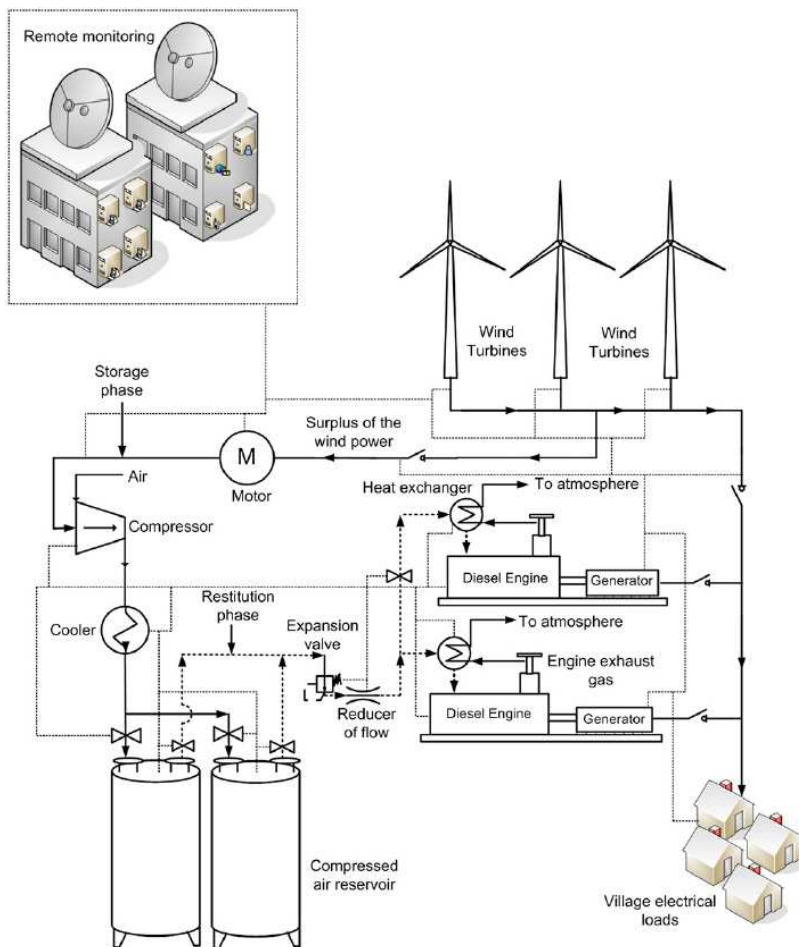 Remote monitoring
Wind
Turbines
Wind
Turbines
Storage
phase
Surplus of the
wind power
M
Motor
Air
Compressor
Heat exchanger
To atmosphere
Diesel Engine
Generator
Cooler
Restitution
phase
Expansion
valve
To atmosphere
Engine exhaust
gas
Reducer
of flow
Diesel Engine
Generator
Compressed
air reservoir
Village electrical
loads